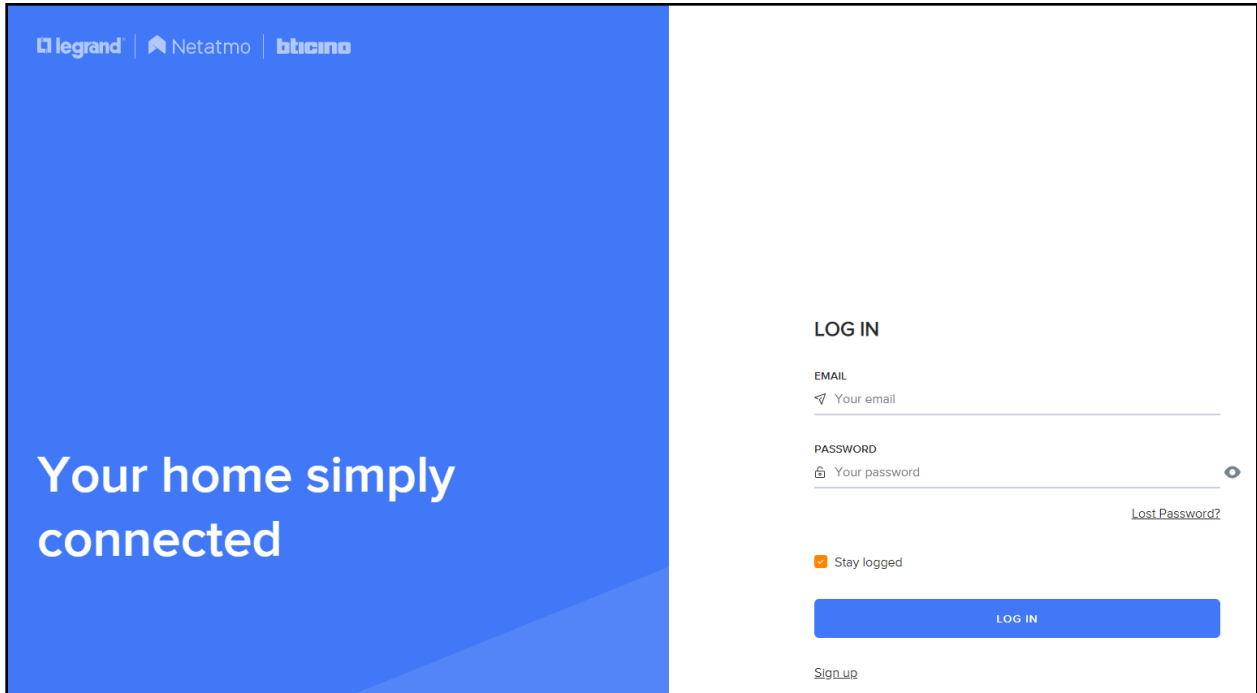 legrand® | Netatmo | bticino
Your home simply
connected
LOG IN
EMAIL
Your email
PASSWORD
Your password
Lost Password?
Stay logged
LOG IN
Sign up